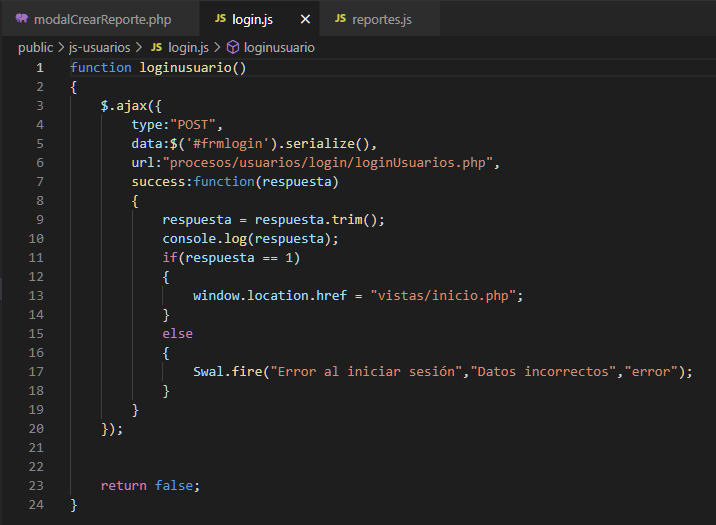 modalCrearReporte.php JS login.js × JS reportes.js
public > js-usuarios > JS login.js > loginusuario
1 function loginusuario()
2 {
3 $.ajax({
4 type:"POST",
5 data:$('#frmlogin').serialize(),
6 url:"procesos/usuarios/login/loginUsuarios.php",
7 success:function(respuesta)
8 {
9 respuesta = respuesta.trim();
10 console.log(respuesta);
11 if(respuesta == 1)
12 {
13 window.location.href = "vistas/inicio.php";
14 }
15 else
16 {
17 Swal.fire("Error al iniciar sesión","Datos incorrectos","error");
18 }
19 }
20 });
21
22
23 return false;
24 }